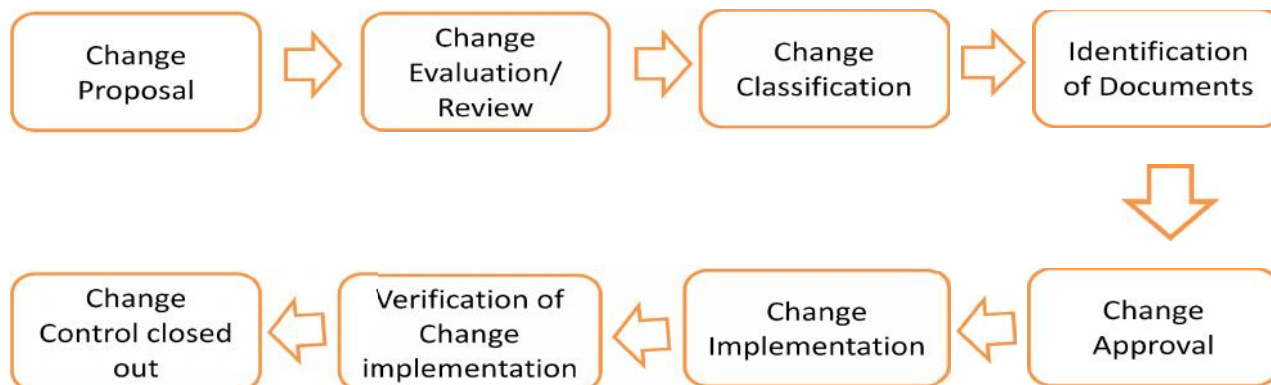 Change
Proposal
Change
Evaluation/
Review
Change
Classification
Identification
of Documents
Change
Approval
Change
Implementation
Verification of
Change
implementation
Change
Control closed
out